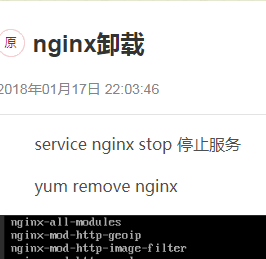 原 nginx卸载
2018年01月17日 22:03:46
service nginx stop 停止服务
yum remove nginx
nginx-all-modules
nginx-mod-http-geoip
nginx-mod-http-image-filter